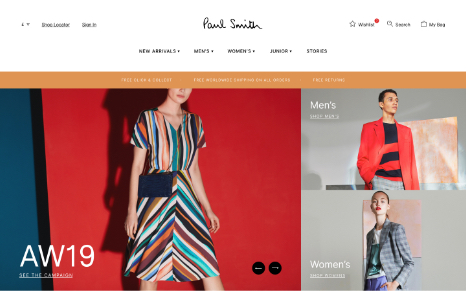 £
Store Locator
Sign In
Paul Smith
Wishlist
Search
My Bag
NEW ARRIVALS
MEN'S
WOMEN'S
JUNIOR
STORIES
FREE CLICK & COLLECT
FREE WORLDWIDE SHIPPING ON ALL ORDERS
FREE RETURNS
AW19
SEE THE CAMPAIGN
Men's
SHOP MEN'S
Women's
SHOP WOMEN'S